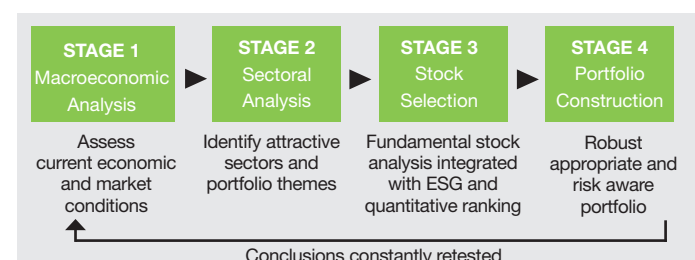 STAGE 1
Macroeconomic
Analysis
Assess
current economic
and market
conditions
STAGE 2
Sectoral
Analysis
Identify attractive
sectors and
portfolio themes
STAGE 3
Stock
Selection
Fundamental stock
analysis integrated
with ESG and
quantitative ranking
STAGE 4
Portfolio
Construction
Robust
appropriate and
risk aware
portfolio
Conclusions constantly retested